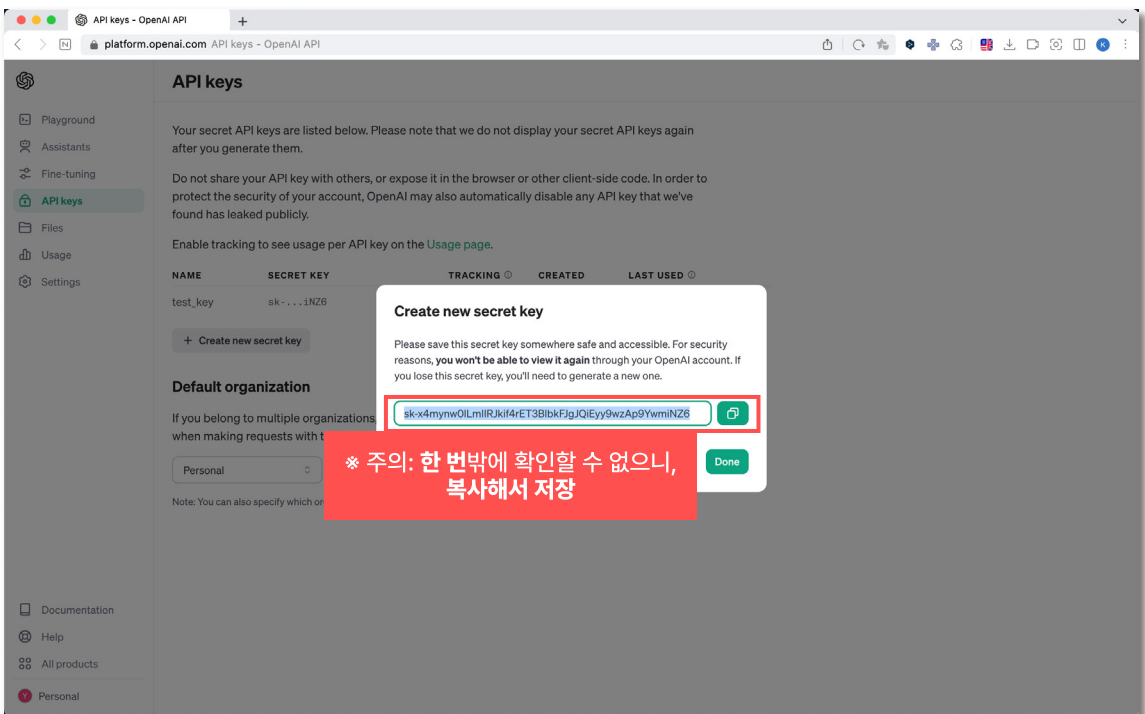 API keys - OpenAI API
platform.openai.com API keys - OpenAI API
API keys
Playground
Assistants
Fine-tuning
API keys
Files
Usage
Settings
Your secret API keys are listed below. Please note that we do not display your secret API keys again
after you generate them.
Do not share your API key with others, or expose it in the browser or other client-side code. In order to
protect the security of your account, OpenAI may also automatically disable any API key that we've
found has leaked publicly.
Enable tracking to see usage per API key on the Usage page.
NAME SECRET KEY TRACKING CREATED LAST USED
test_key sk-...iNZ6
+ Create new secret key
Default organization
If you belong to multiple organizations,
when making requests with
Personal
Note: You can also specify which
Create new secret key
Please save this secret key somewhere safe and accessible. For security
reasons, you won't be able to view it again through your OpenAI account. If
you lose this secret key, you'll need to generate a new one.
Done
※ 주의: 한 번밖에 확인할 수 없으니,
복사해서 저장
Documentation
Help
All products
Y Personal
K